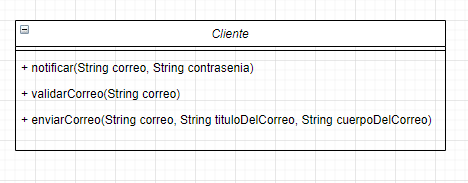 Cliente
+ notificar(String correo, String contrasenia)
+ validarCorreo(String correo)
+ enviarCorreo(String correo, String tituloDelCorreo, String cuerpoDelCorreo)